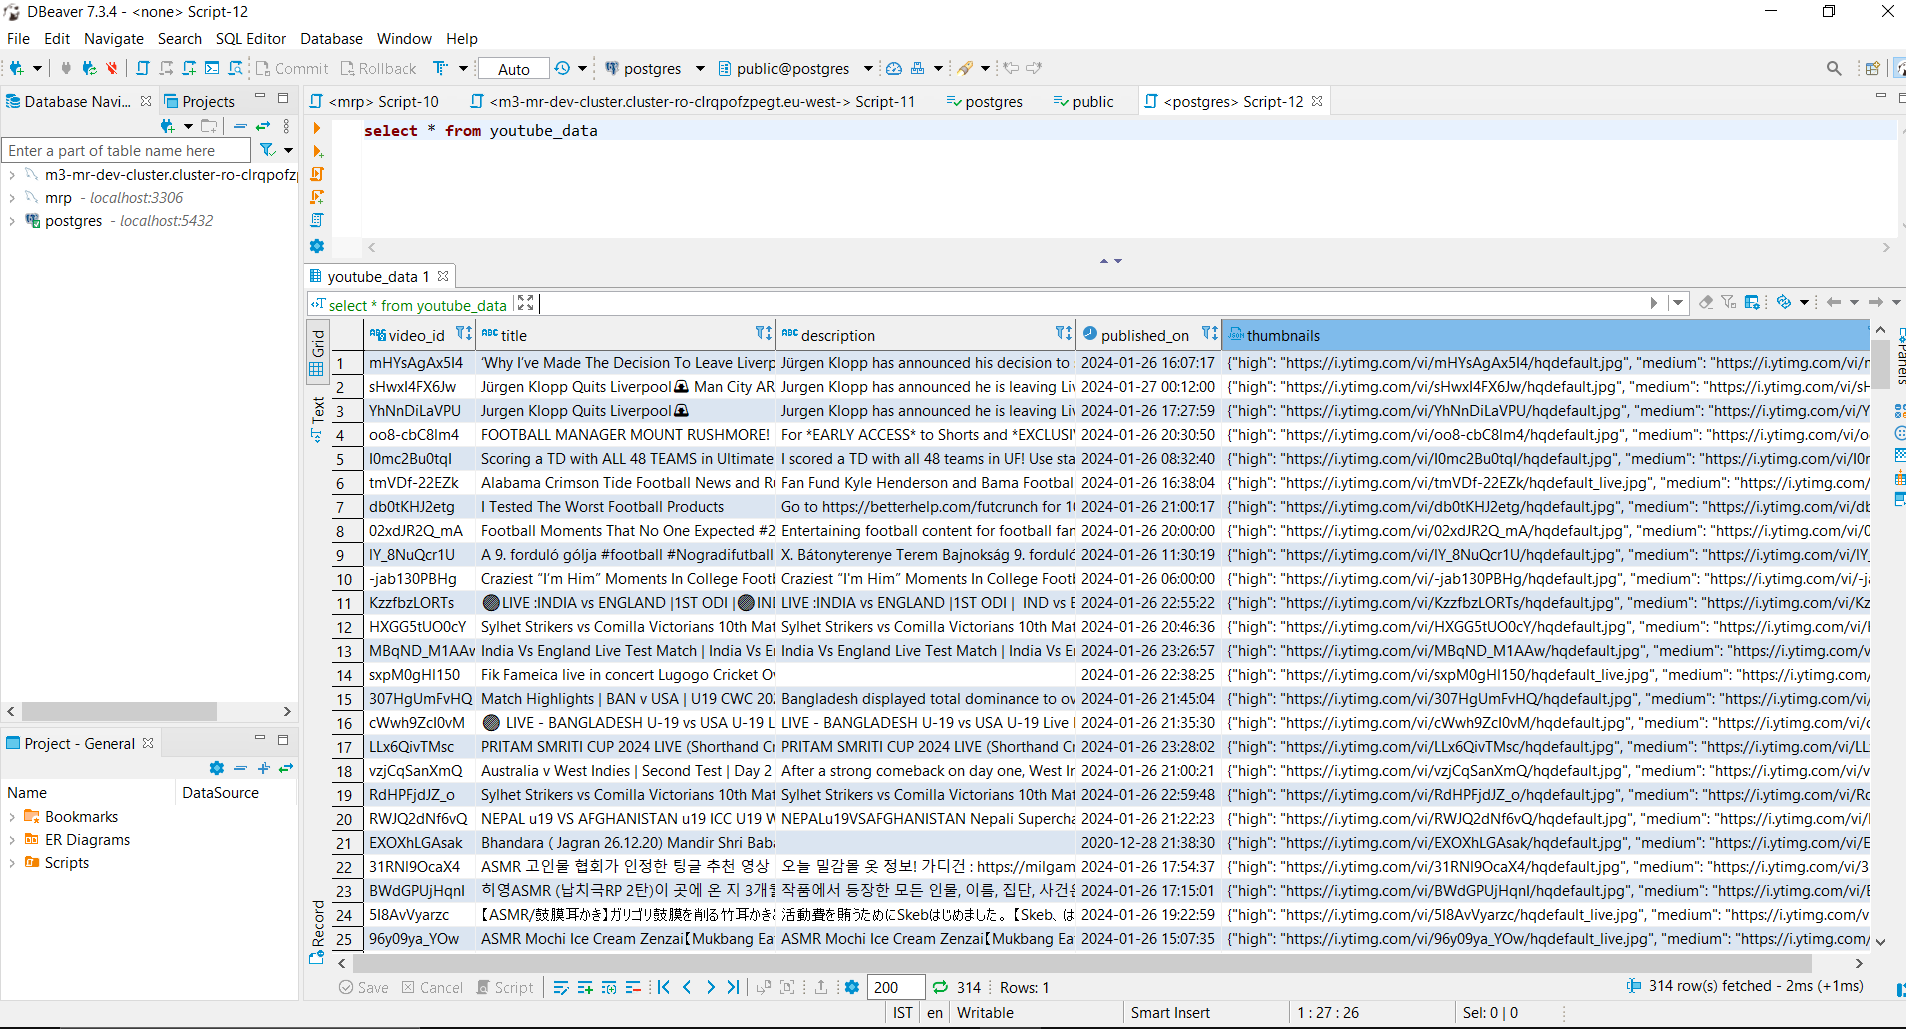 DBeaver 7.3.4 - <none> Script-12
File Edit Navigate Search SQL Editor Database Window Help
Commit Rollback Auto postgres public@postgres
Database Navi... Projects
<mrp> Script-10 <m3-mr-dev-cluster.cluster-ro-clrqpofzpegt.eu-west-> Script-11 postgres public <postgres> Script-12
Enter a part of table name here
m3-mr-dev-cluster.cluster-ro-clrqpofz
mrp - localhost:3306
postgres - localhost:5432
select * from youtube_data
youtube_data 1
select * from youtube_data
Grid
Text
Record
Panels
video_id title description published_on thumbnails
1 mHYsAgAx5I4 ‘Why I’ve Made The Decision To Leave Liverp Jürgen Klopp has announced his decision to 2024-01-26 16:07:17 {"high": "https://i.ytimg.com/vi/mHYsAgAx5I4/hqdefault.jpg", "medium": "https://i.ytimg.com/vi/m
2 sHwxI4FX6Jw Jürgen Klopp Quits Liverpool Man City AR Jurgen Klopp has announced he is leaving Liv 2024-01-27 00:12:00 {"high": "https://i.ytimg.com/vi/sHwxI4FX6Jw/hqdefault.jpg", "medium": "https://i.ytimg.com/vi/sH
3 YhNnDiLaVPU Jurgen Klopp Quits Liverpool Jurgen Klopp has announced he is leaving Liv 2024-01-26 17:27:59 {"high": "https://i.ytimg.com/vi/YhNnDiLaVPU/hqdefault.jpg", "medium": "https://i.ytimg.com/vi/Y
4 oo8-cbC8lm4 FOOTBALL MANAGER MOUNT RUSHMORE! For *EARLY ACCESS* to Shorts and *EXCLUSIV 2024-01-26 20:30:50 {"high": "https://i.ytimg.com/vi/oo8-cbC8lm4/hqdefault.jpg", "medium": "https://i.ytimg.com/vi/oo
5 I0mc2Bu0tqI Scoring a TD with ALL 48 TEAMS in Ultimate I scored a TD with all 48 teams in UF! Use sta 2024-01-26 08:32:40 {"high": "https://i.ytimg.com/vi/I0mc2Bu0tqI/hqdefault.jpg", "medium": "https://i.ytimg.com/vi/I0r
6 tmVDf-22EZk Alabama Crimson Tide Football News and Ru Fan Fund Kyle Henderson and Bama Footbal 2024-01-26 16:38:04 {"high": "https://i.ytimg.com/vi/tmVDf-22EZk/hqdefault_live.jpg", "medium": "https://i.ytimg.com/
7 db0tKHJ2etg I Tested The Worst Football Products Go to https://betterhelp.com/futcrunch for 10 2024-01-26 21:00:17 {"high": "https://i.ytimg.com/vi/db0tKHJ2etg/hqdefault.jpg", "medium": "https://i.ytimg.com/vi/db
8 02xdJR2Q_mA Football Moments That No One Expected #2 Entertaining football content for football fan 2024-01-26 20:00:00 {"high": "https://i.ytimg.com/vi/02xdJR2Q_mA/hqdefault.jpg", "medium": "https://i.ytimg.com/vi/0
9 IY_8NuQcr1U A 9. forduló gólja #football #Nogradifutball X. Bátonyterenye Terem Bajnokság 9. forduló 2024-01-26 11:30:19 {"high": "https://i.ytimg.com/vi/IY_8NuQcr1U/hqdefault.jpg", "medium": "https://i.ytimg.com/vi/IY_
10 -jab130PBHg Craziest “I’m Him” Moments In College Footb Craziest “I'm Him” Moments In College Footl 2024-01-26 06:00:00 {"high": "https://i.ytimg.com/vi/-jab130PBHg/hqdefault.jpg", "medium": "https://i.ytimg.com/vi/-ja
11 KzzfbzLORTs LIVE :INDIA vs ENGLAND |1ST ODI | IND LIVE :INDIA vs ENGLAND |1ST ODI | IND vs E 2024-01-26 22:55:22 {"high": "https://i.ytimg.com/vi/KzzfbzLORTs/hqdefault.jpg", "medium": "https://i.ytimg.com/vi/Kz
12 HXGG5tUO0cY Sylhet Strikers vs Comilla Victorians 10th Mat Sylhet Strikers vs Comilla Victorians 10th Mat 2024-01-26 20:46:36 {"high": "https://i.ytimg.com/vi/HXGG5tUO0cY/hqdefault.jpg", "medium": "https://i.ytimg.com/vi/H
13 MBqND_M1AAw India Vs England Live Test Match | India Vs E India Vs England Live Test Match | India Vs E 2024-01-26 23:26:57 {"high": "https://i.ytimg.com/vi/MBqND_M1AAw/hqdefault.jpg", "medium": "https://i.ytimg.com/v
14 sxpM0gHI150 Fik Fameica live in concert Lugogo Cricket Ov 2024-01-26 22:38:25 {"high": "https://i.ytimg.com/vi/sxpM0gHI150/hqdefault_live.jpg", "medium": "https://i.ytimg.com/
15 307HgUmFvHQ Match Highlights | BAN v USA | U19 CWC 202 Bangladesh displayed total dominance to ov 2024-01-26 21:45:04 {"high": "https://i.ytimg.com/vi/307HgUmFvHQ/hqdefault.jpg", "medium": "https://i.ytimg.com/vi/
16 cWwh9ZcI0vM LIVE - BANGLADESH U-19 vs USA U-19 L LIVE - BANGLADESH U-19 vs USA U-19 Live 2024-01-26 21:35:30 {"high": "https://i.ytimg.com/vi/cWwh9ZcI0vM/hqdefault.jpg", "medium": "https://i.ytimg.com/vi/c
17 LLx6QivTMsc PRITAM SMRITI CUP 2024 LIVE (Shorthand Cr PRITAM SMRITI CUP 2024 LIVE (Shorthand Cr 2024-01-26 23:28:02 {"high": "https://i.ytimg.com/vi/LLx6QivTMsc/hqdefault.jpg", "medium": "https://i.ytimg.com/vi/LL
18 vzjCqSanXmQ Australia v West Indies | Second Test | Day 2 After a strong comeback on day one, West In 2024-01-26 21:00:21 {"high": "https://i.ytimg.com/vi/vzjCqSanXmQ/hqdefault.jpg", "medium": "https://i.ytimg.com/vi/v
19 RdHPFjdJZ_o Sylhet Strikers vs Comilla Victorians 10th Mat Sylhet Strikers vs Comilla Victorians 10th Mat 2024-01-26 22:59:48 {"high": "https://i.ytimg.com/vi/RdHPFjdJZ_o/hqdefault.jpg", "medium": "https://i.ytimg.com/vi/Rd
20 RWJQ2dNf6vQ NEPAL u19 VS AFGHANISTAN u19 ICC U19 W NEPALu19VSAFGHANISTAN Nepali Supercha 2024-01-26 21:22:23 {"high": "https://i.ytimg.com/vi/RWJQ2dNf6vQ/hqdefault.jpg", "medium": "https://i.ytimg.com/vi/
21 EXOXhLGAsak Bhandara ( Jagran 26.12.20) Mandir Shri Baba 2020-12-28 21:38:30 {"high": "https://i.ytimg.com/vi/EXOXhLGAsak/hqdefault.jpg", "medium": "https://i.ytimg.com/vi/E
22 31RNI9OcaX4 ASMR 고인물 협회가 인정한 팅글 추천 영상 오늘 밀감몰 옷 정보! 가디건 : https://milgam 2024-01-26 17:54:37 {"high": "https://i.ytimg.com/vi/31RNI9OcaX4/hqdefault.jpg", "medium": "https://i.ytimg.com/vi/3
23 BWdGPUjHqnI 히영ASMR (납치극RP 2탄)이 곳에 온 지 3개월 작품에서 등장한 모든 인물, 이름, 집단, 사건은 2024-01-26 17:15:01 {"high": "https://i.ytimg.com/vi/BWdGPUjHqnI/hqdefault.jpg", "medium": "https://i.ytimg.com/vi/B
24 5I8AvVyarzc 【ASMR/鼓膜耳かき】ガリゴリ鼓膜を削る竹耳かき 活動費を賄うためにSkebはじめました。【Skeb、は 2024-01-26 19:22:59 {"high": "https://i.ytimg.com/vi/5I8AvVyarzc/hqdefault_live.jpg", "medium": "https://i.ytimg.com/v
25 96y09ya_YOw ASMR Mochi Ice Cream Zenzai【Mukbang Ea ASMR Mochi Ice Cream Zenzai【Mukbang Ea 2024-01-26 15:07:35 {"high": "https://i.ytimg.com/vi/96y09ya_YOw/hqdefault_live.jpg", "medium": "https://i.ytimg.com/
Project - General
Name DataSource
Bookmarks
ER Diagrams
Scripts
Save Cancel Script 200 314 Rows: 1 314 row(s) fetched - 2ms (+1ms)
IST en Writable Smart Insert 1 : 27 : 26 Sel: 0 | 0